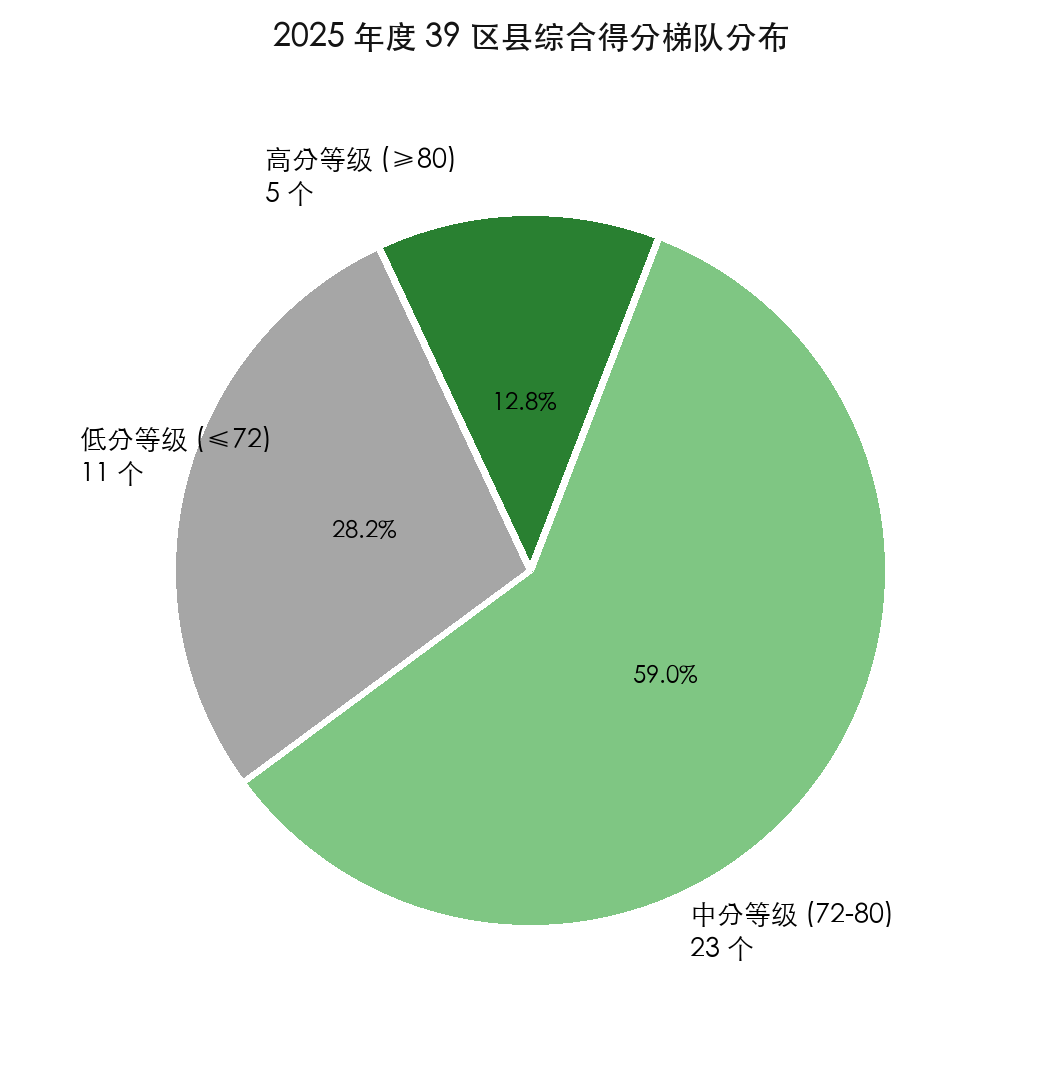 2025 年度 39 区县综合得分梯队分布
高分等级 (≥80)
5 个
12.8%
低分等级 (≤72)
11 个
28.2%
59.0%
中分等级 (72-80)
23 个